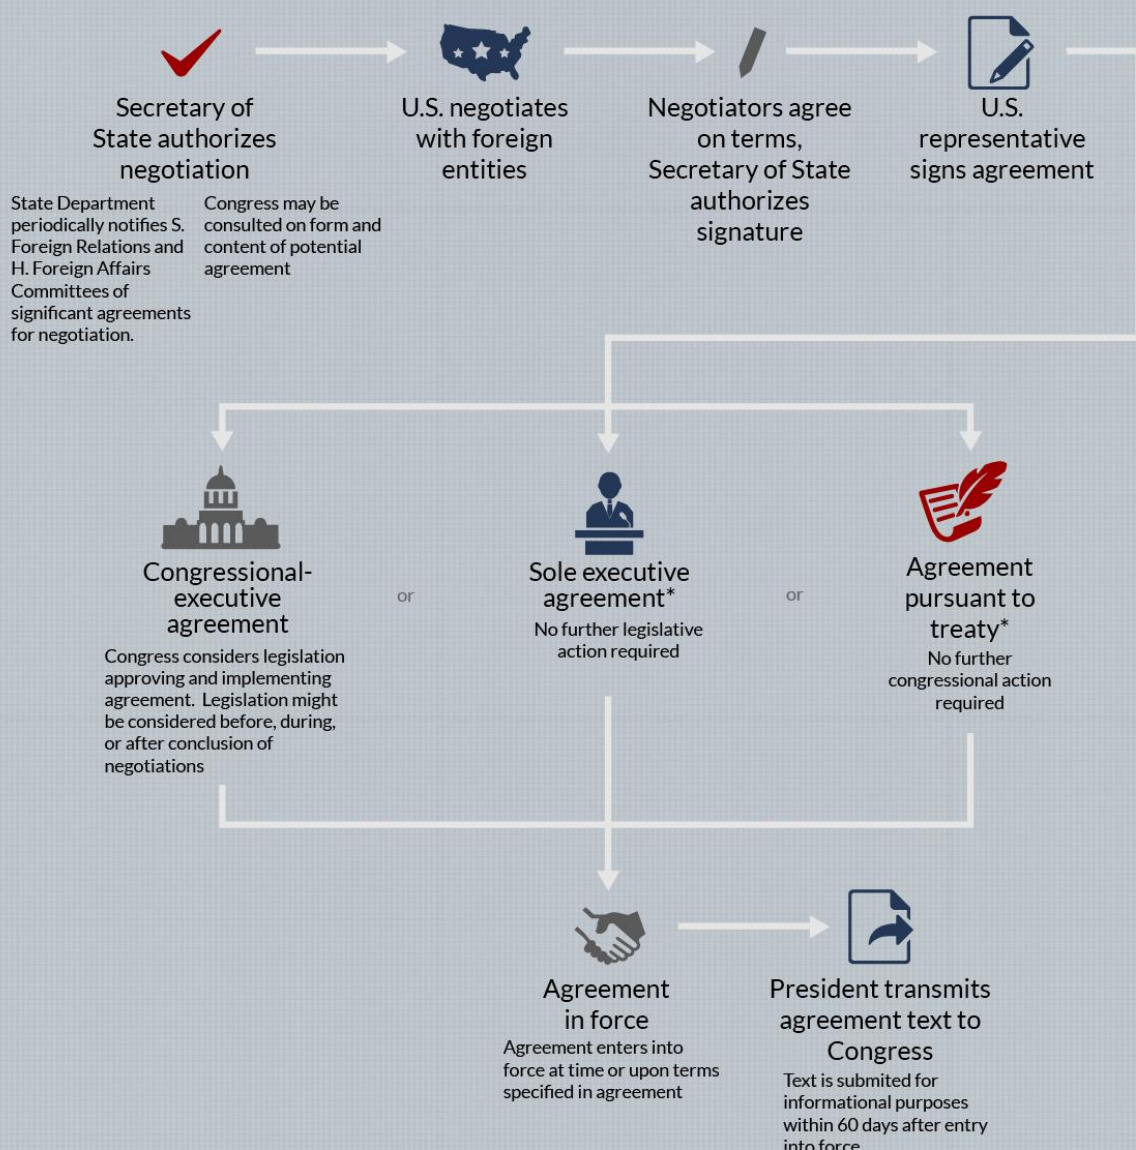 Secretary of
State authorizes
negotiation
State Department
periodically notifies S.
Foreign Relations and
H. Foreign Affairs
Committees of
significant agreements
for negotiation.
Congress may be
consulted on form and
content of potential
agreement
U.S. negotiates
with foreign
entities
Negotiators agree
on terms,
Secretary of State
authorizes
signature
U.S.
representative
signs agreement
Congressional-
executive
agreement
Congress considers legislation
approving and implementing
agreement. Legislation might
be considered before, during,
or after conclusion of
negotiations
or
Sole executive
agreement*
No further legislative
action required
or
Agreement
pursuant to
treaty*
No further
congressional action
required
Agreement
in force
Agreement enters into
force at time or upon terms
specified in agreement
President transmits
agreement text to
Congress
Text is submited for
informational purposes
within 60 days after entry
into force